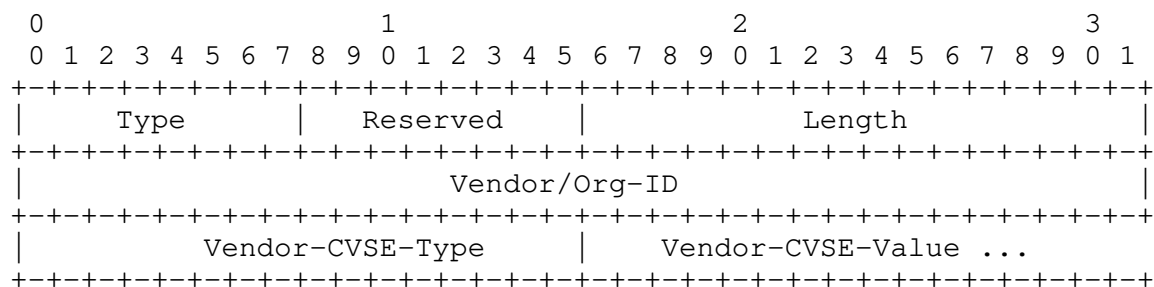 0                   1                   2                   3
 0 1 2 3 4 5 6 7 8 9 0 1 2 3 4 5 6 7 8 9 0 1 2 3 4 5 6 7 8 9 0 1
+-+-+-+-+-+-+-+-+-+-+-+-+-+-+-+-+-+-+-+-+-+-+-+-+-+-+-+-+-+-+-+-+
|     Type      |   Reserved    |            Length             |
+-+-+-+-+-+-+-+-+-+-+-+-+-+-+-+-+-+-+-+-+-+-+-+-+-+-+-+-+-+-+-+-+
|                        Vendor/Org-ID                          |
+-+-+-+-+-+-+-+-+-+-+-+-+-+-+-+-+-+-+-+-+-+-+-+-+-+-+-+-+-+-+-+-+
|          Vendor-CVSE-Type     |    Vendor-CVSE-Value ...
+-+-+-+-+-+-+-+-+-+-+-+-+-+-+-+-+-+-+-+-+-+-+-+-+-+-+-+-+-+-+-+-+